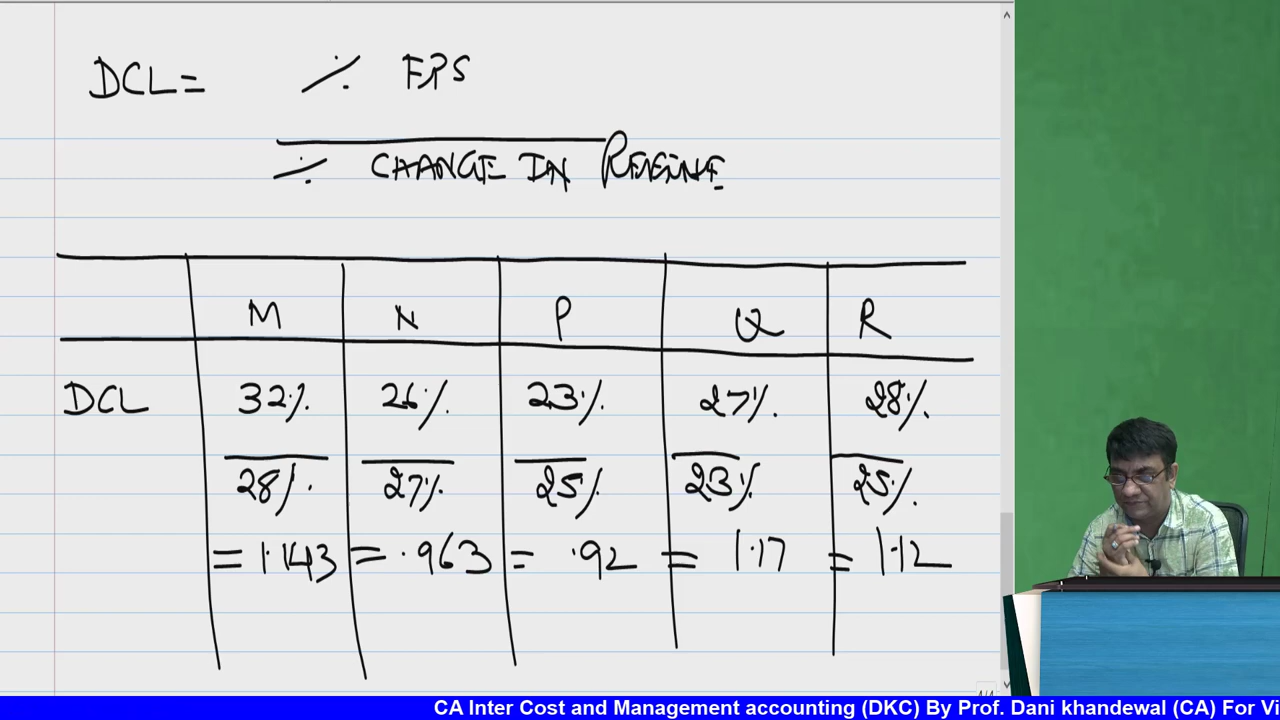 DCL= % EPS
% CHANGE IN REVENUE
M N P Q R
DCL 32% 26% 23% 27% 28%
28% 27% 25% 23% 25%
= 1.143 = .963 = .92 = 1.17 = 1.12
CA Inter Cost and Management accounting (DKC) By Prof. Dani khandewal (CA) For Vi